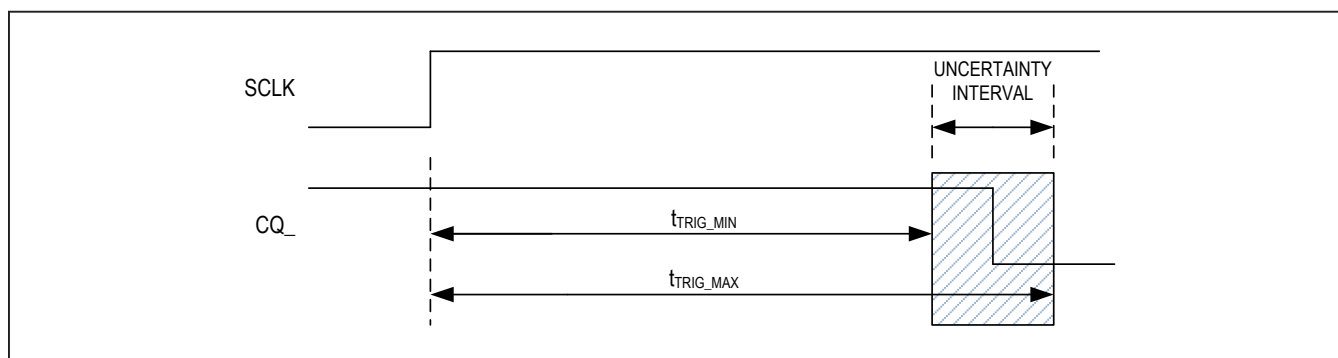 SCLK
UNCERTAINTY
INTERVAL
CQ_
tTRIG_MIN
tTRIG_MAX